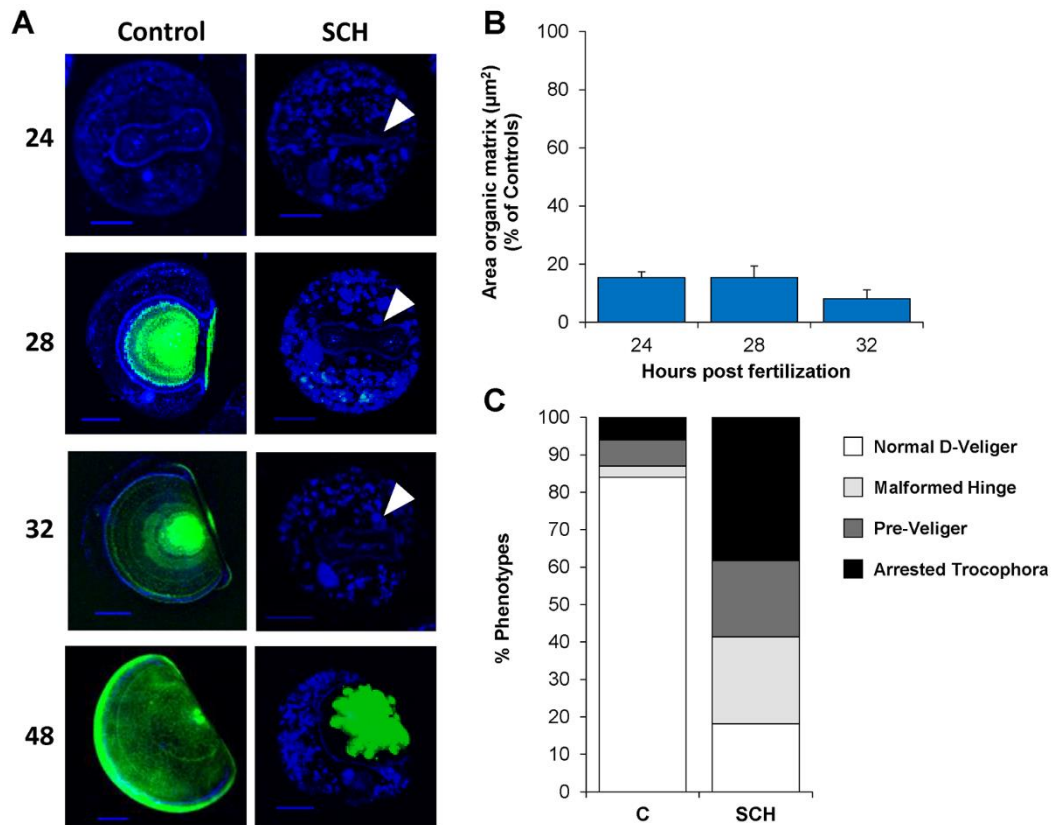 A
Control
SCH
24
28
32
48
B
Area organic matrix (µm²)
(% of Controls)
100
80
60
40
20
0
24
28
32
Hours post fertilization
C
% Phenotypes
100
90
80
70
60
50
40
30
20
10
0
C
SCH
Normal D-Veliger
Malformed Hinge
Pre-Veliger
Arrested Trocophora